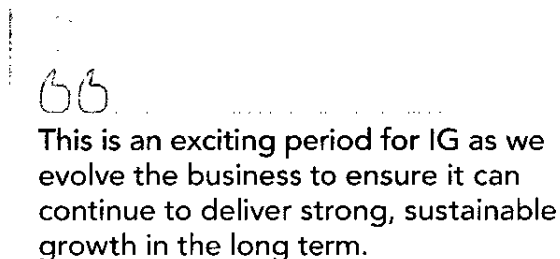 This is an exciting period for IG as we
evolve the business to ensure it can
continue to deliver strong, sustainable
growth in the long term.